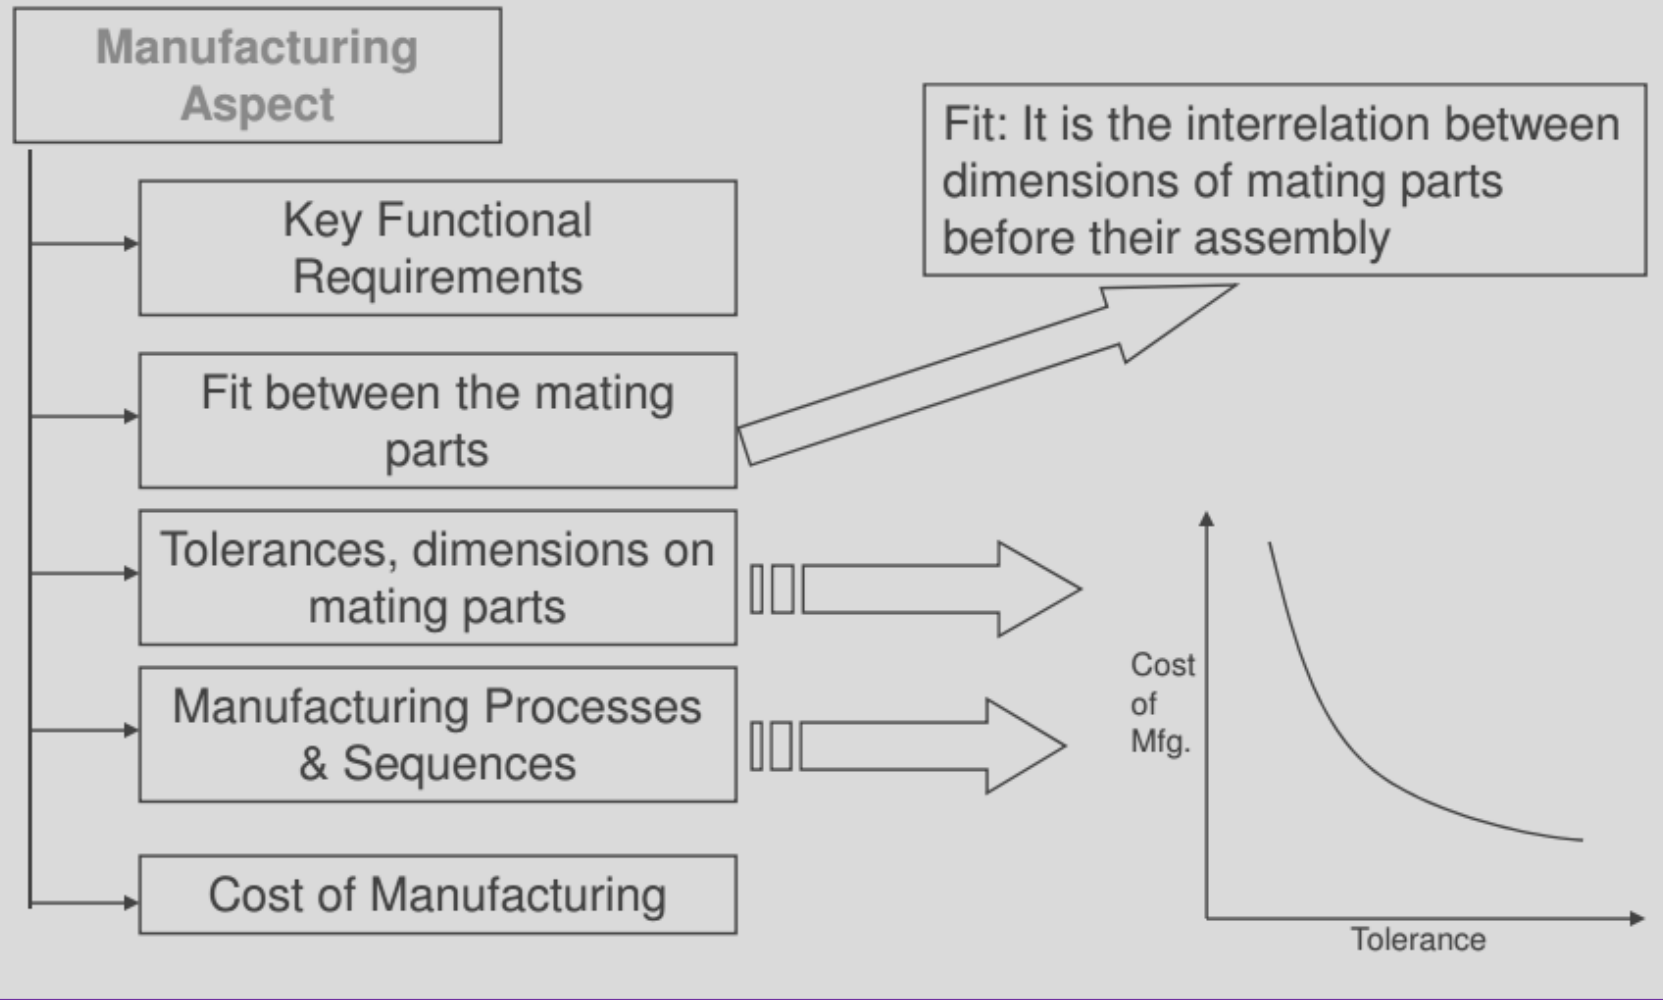 Manufacturing
Aspect
Key Functional
Requirements
Fit between the mating
parts
Tolerances, dimensions on
mating parts
Manufacturing Processes
& Sequences
Cost of Manufacturing
Fit: It is the interrelation between
dimensions of mating parts
before their assembly
Cost
of
Mfg.
Tolerance